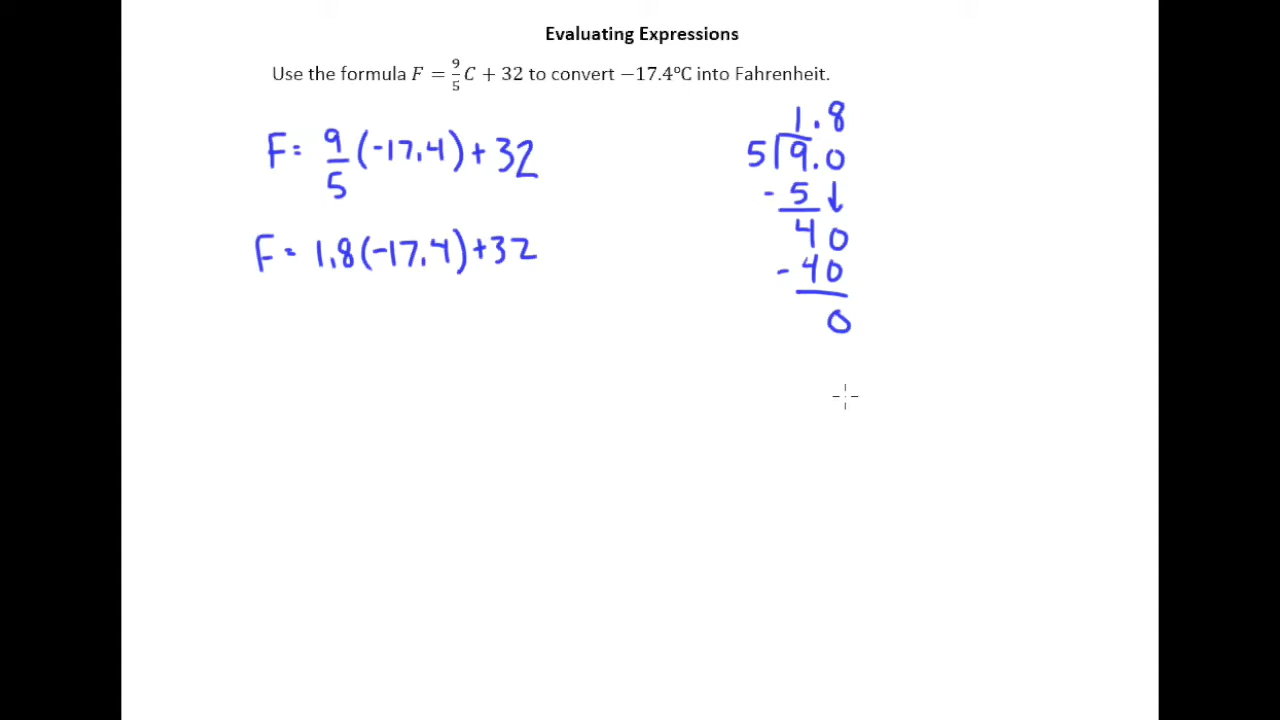 Evaluating Expressions
Use the formula F = 9/5 C + 32 to convert −17.4°C into Fahrenheit.
F = 9/5 (-17.4) + 32
F = 1.8(-17.4)+32
1.8
5 9.0
- 5 ↓
40
- 40
0